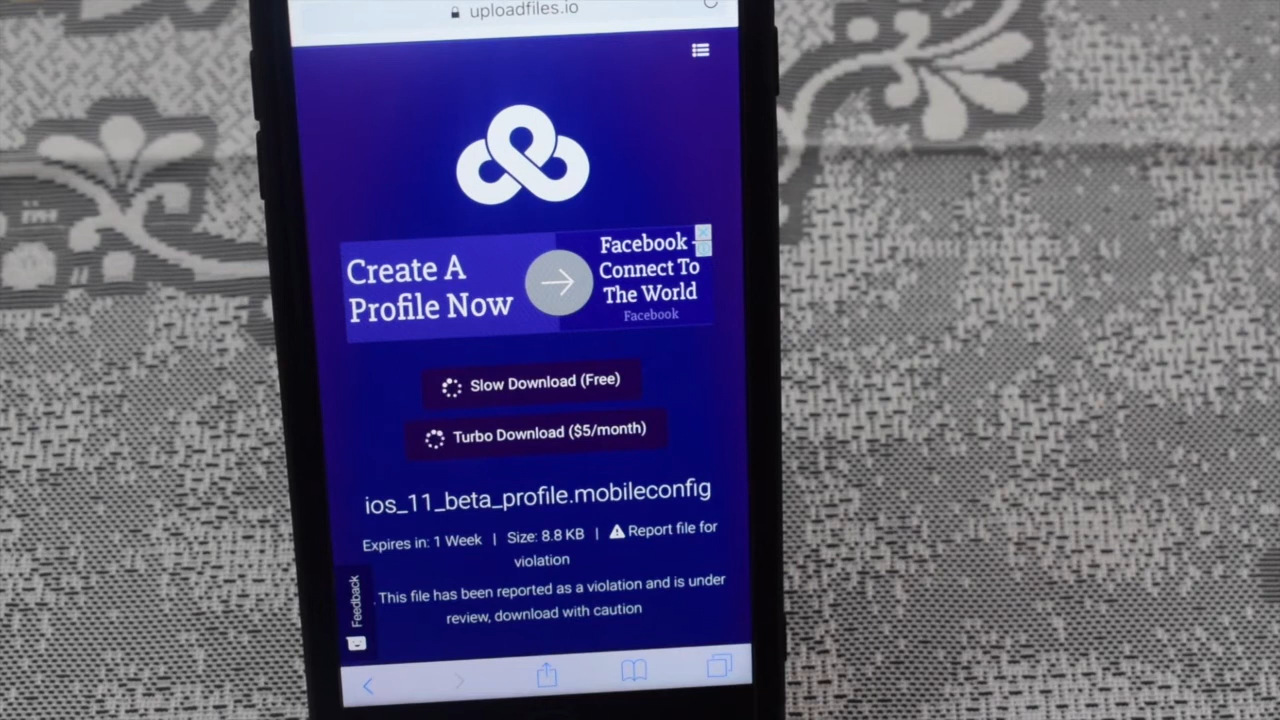 uploadfiles.io
Create A
Profile Now
Facebook -
Connect To
The World
Facebook
Slow Download (Free)
Turbo Download ($5/month)
ios_11_beta_profile.mobileconfig
Expires in: 1 Week | Size: 8.8 KB | Report file for
violation
. This file has been reported as a violation and is under
review, download with caution
Feedback